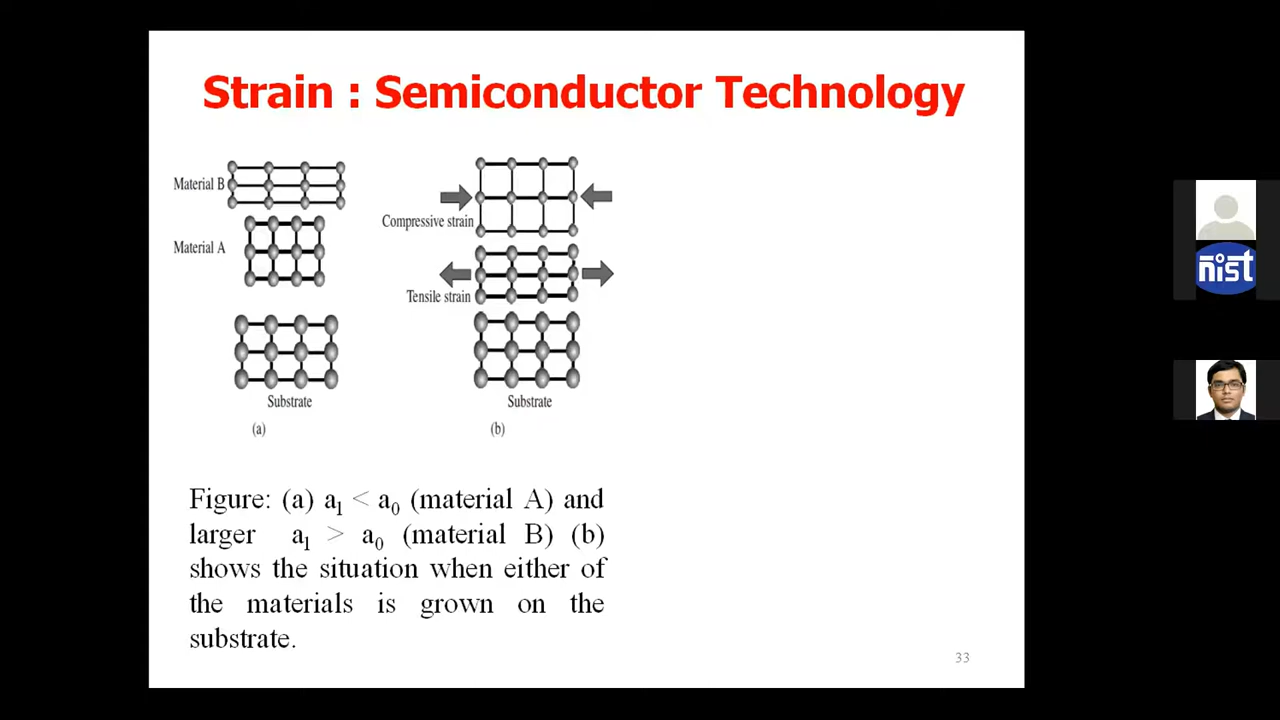 Strain : Semiconductor Technology
Material B
Material A
Substrate
(a)
Compressive strain
Tensile strain
Substrate
(b)
Figure: (a) a1 < a0 (material A) and
larger a1 > a0 (material B) (b)
shows the situation when either of
the materials is grown on the
substrate.
33
nist